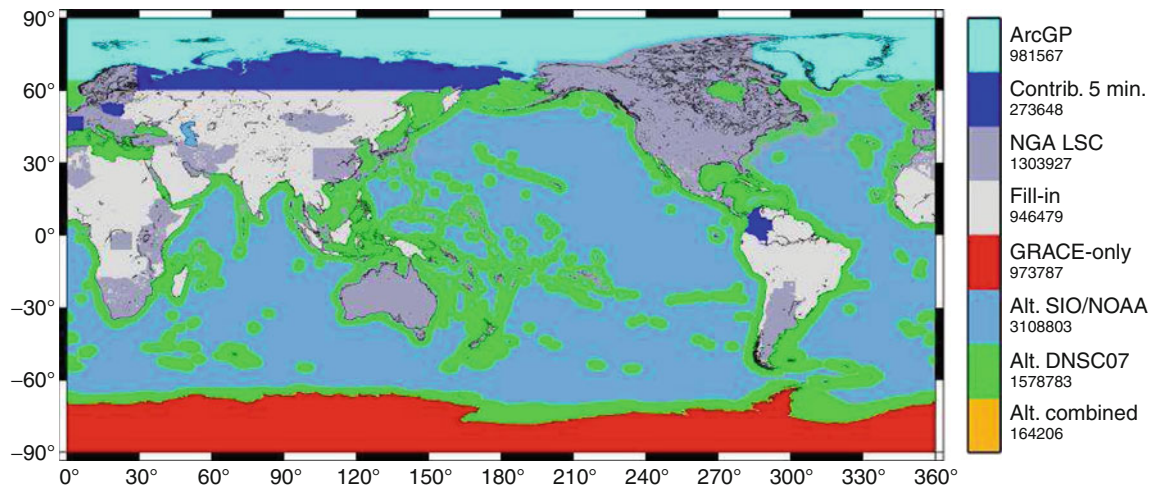 90°
60°
30°
0°
–30°
–60°
–90°
0° 30° 60° 90° 120° 150° 180° 210° 240° 270° 300° 330° 360°
ArcGP
981567
Contrib. 5 min.
273648
NGA LSC
1303927
Fill-in
946479
GRACE-only
973787
Alt. SIO/NOAA
3108803
Alt. DNSC07
1578783
Alt. combined
164206